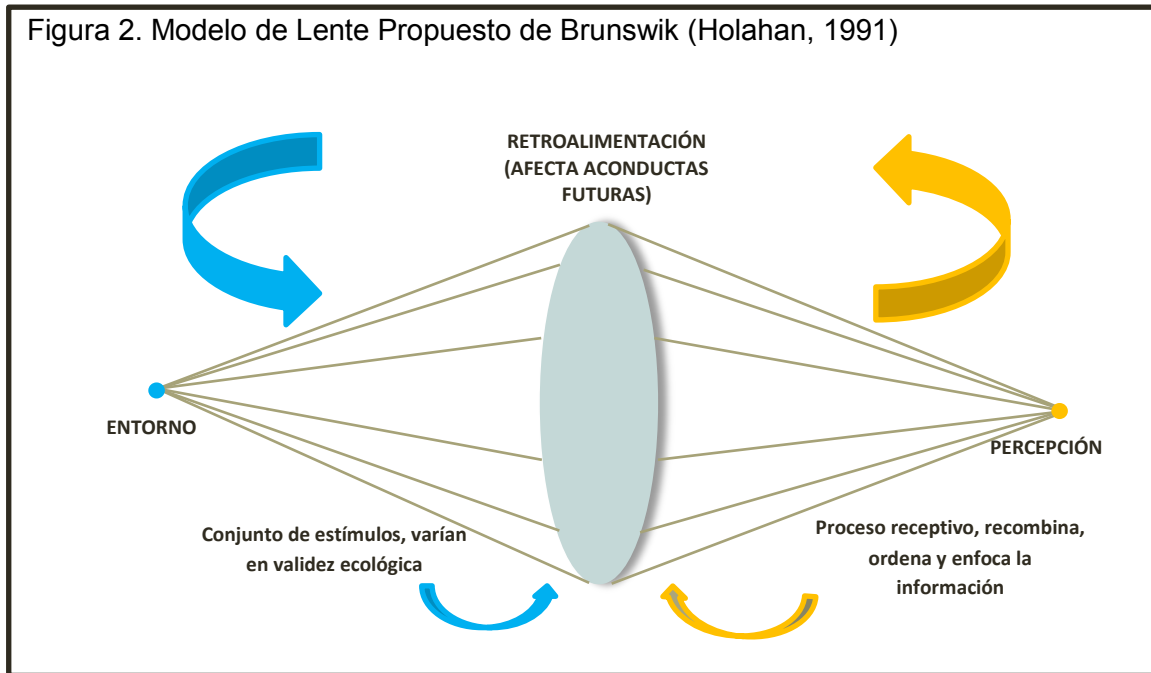 Figura 2. Modelo de Lente Propuesto de Brunswik (Holahan, 1991)
RETROALIMENTACIÓN
(AFECTA ACONDUCTAS
FUTURAS)
ENTORNO
PERCEPCIÓN
Conjunto de estímulos, varían
en validez ecológica
Proceso receptivo, recombina,
ordena y enfoca la
información